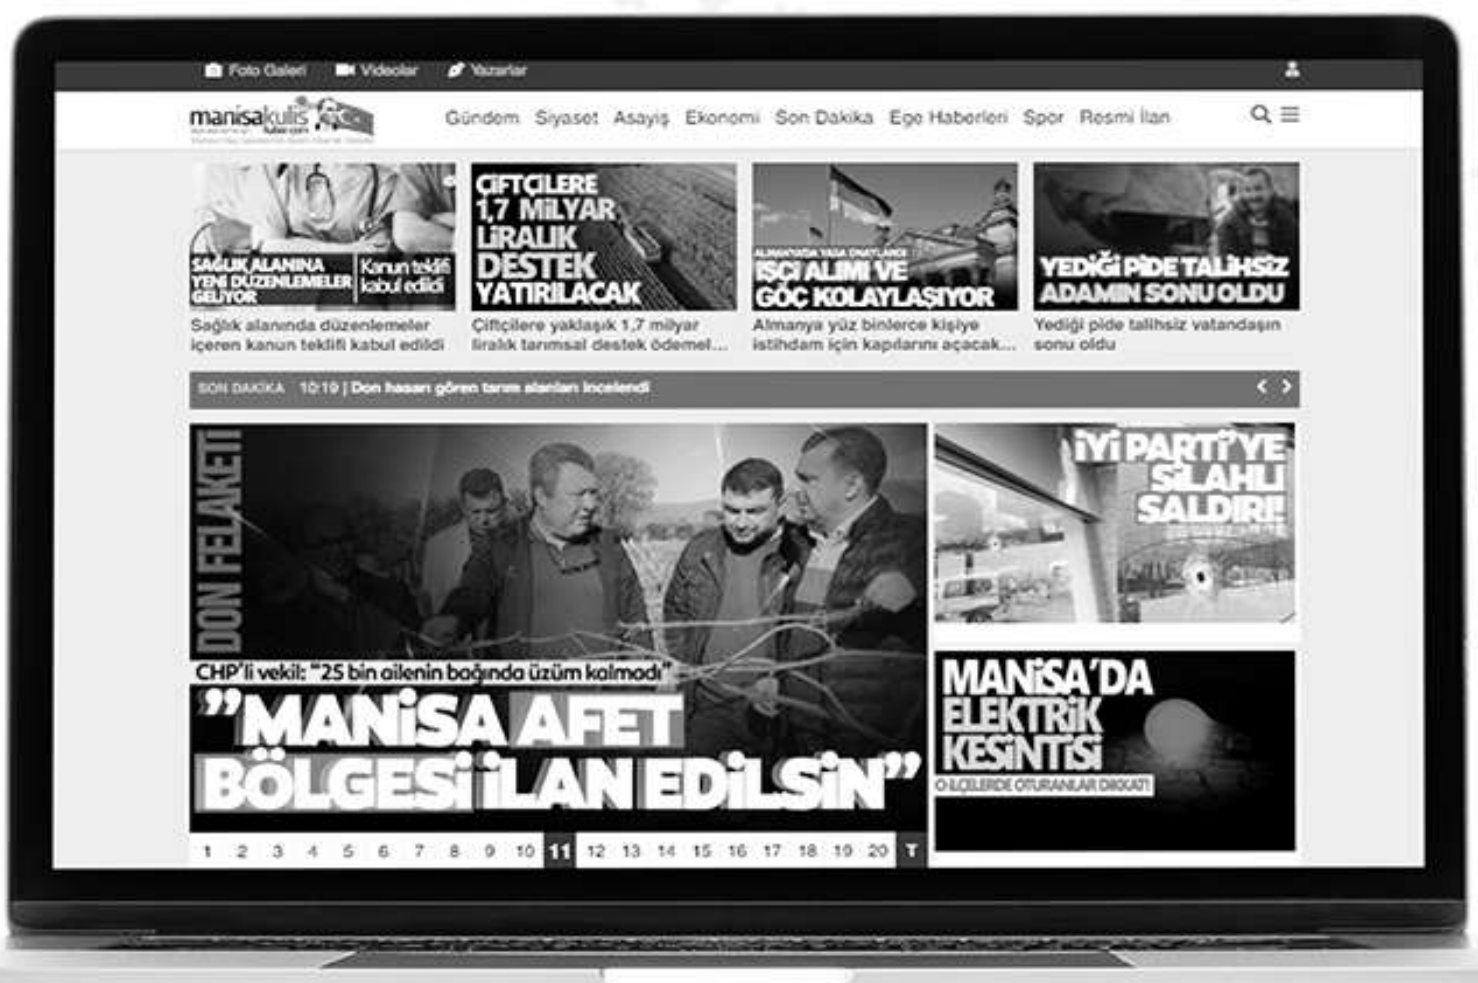 Foto Galeri Videolar Yazarlar
manisakulis
haber.com
Gündem Siyaset Asayiş Ekonomi Son Dakika Ege Haberleri Spor Resmi İlan
SAĞLIK ALANINA
YENİ DÜZENLEMELER
GELİYOR
Kanun teklifi
kabul edildi
Sağlık alanında düzenlemeler
içeren kanun teklifi kabul edildi
ÇİFTÇİLERE
1,7 MİLYAR
LİRALIK
DESTEK
YATIRILACAK
Çiftçilere yaklaşık 1,7 milyar
liralık tarımsal destek ödemel...
ALMANYA'DA YASA ONAYLANDI
İŞÇİ ALIMI VE
GÖÇ KOLAYLAŞIYOR
Almanya yüz binlerce kişiye
istihdam için kapılarını açacak...
YEDİĞİ PİDE TALİHSİZ
ADAMIN SONU OLDU
Yediği pide talihsiz vatandaşın
sonu oldu
SON DAKİKA 10:19 | Don hasarı gören tarım alanları incelendi
DON FELAKETİ
CHP'li vekil: "25 bin ailenin bağında üzüm kalmadı"
"MANİSA AFET
BÖLGESİ İLAN EDİLSİN"
1 2 3 4 5 6 7 8 9 10 11 12 13 14 15 16 17 18 19 20 T
İYİ PARTİ'YE
SİLAHLI
SALDIRI!
MANİSA'DA
ELEKTRİK
KESİNTİSİ
O İLÇELERDE OTURANLAR DİKKAT!